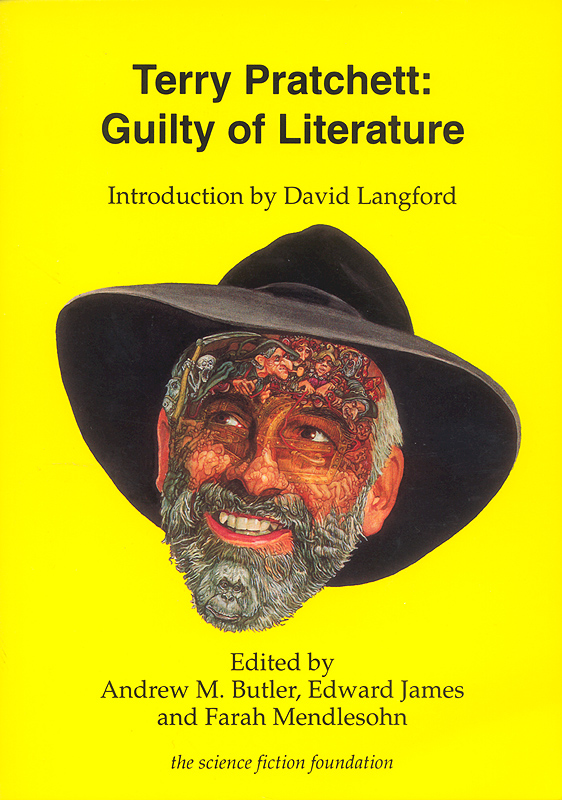 Terry Pratchett:
Guilty of Literature
Introduction by David Langford
Edited by
Andrew M. Butler, Edward James
and Farah Mendlesohn
the science fiction foundation